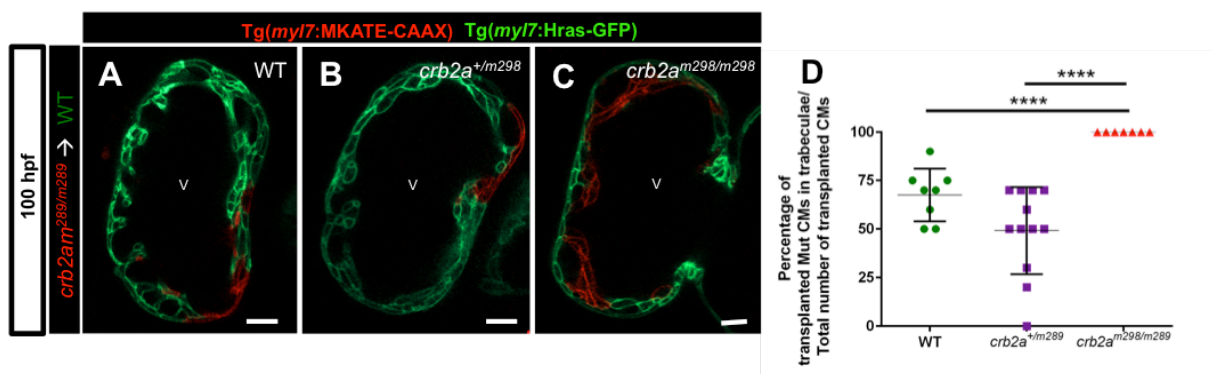 Tg(myl7:MKATE-CAAX) Tg(myl7:Hras-GFP)
100 hpf
crb2am289/m289 → WT
A
WT
V
B
crb2a+/m298
V
C
crb2am298/m298
V
D
****
****
Percentage of
transplanted Mut CMs in trabeculae/
Total number of transplanted CMs
100
75
50
25
0
WT
crb2a+/m289
crb2am298/m289